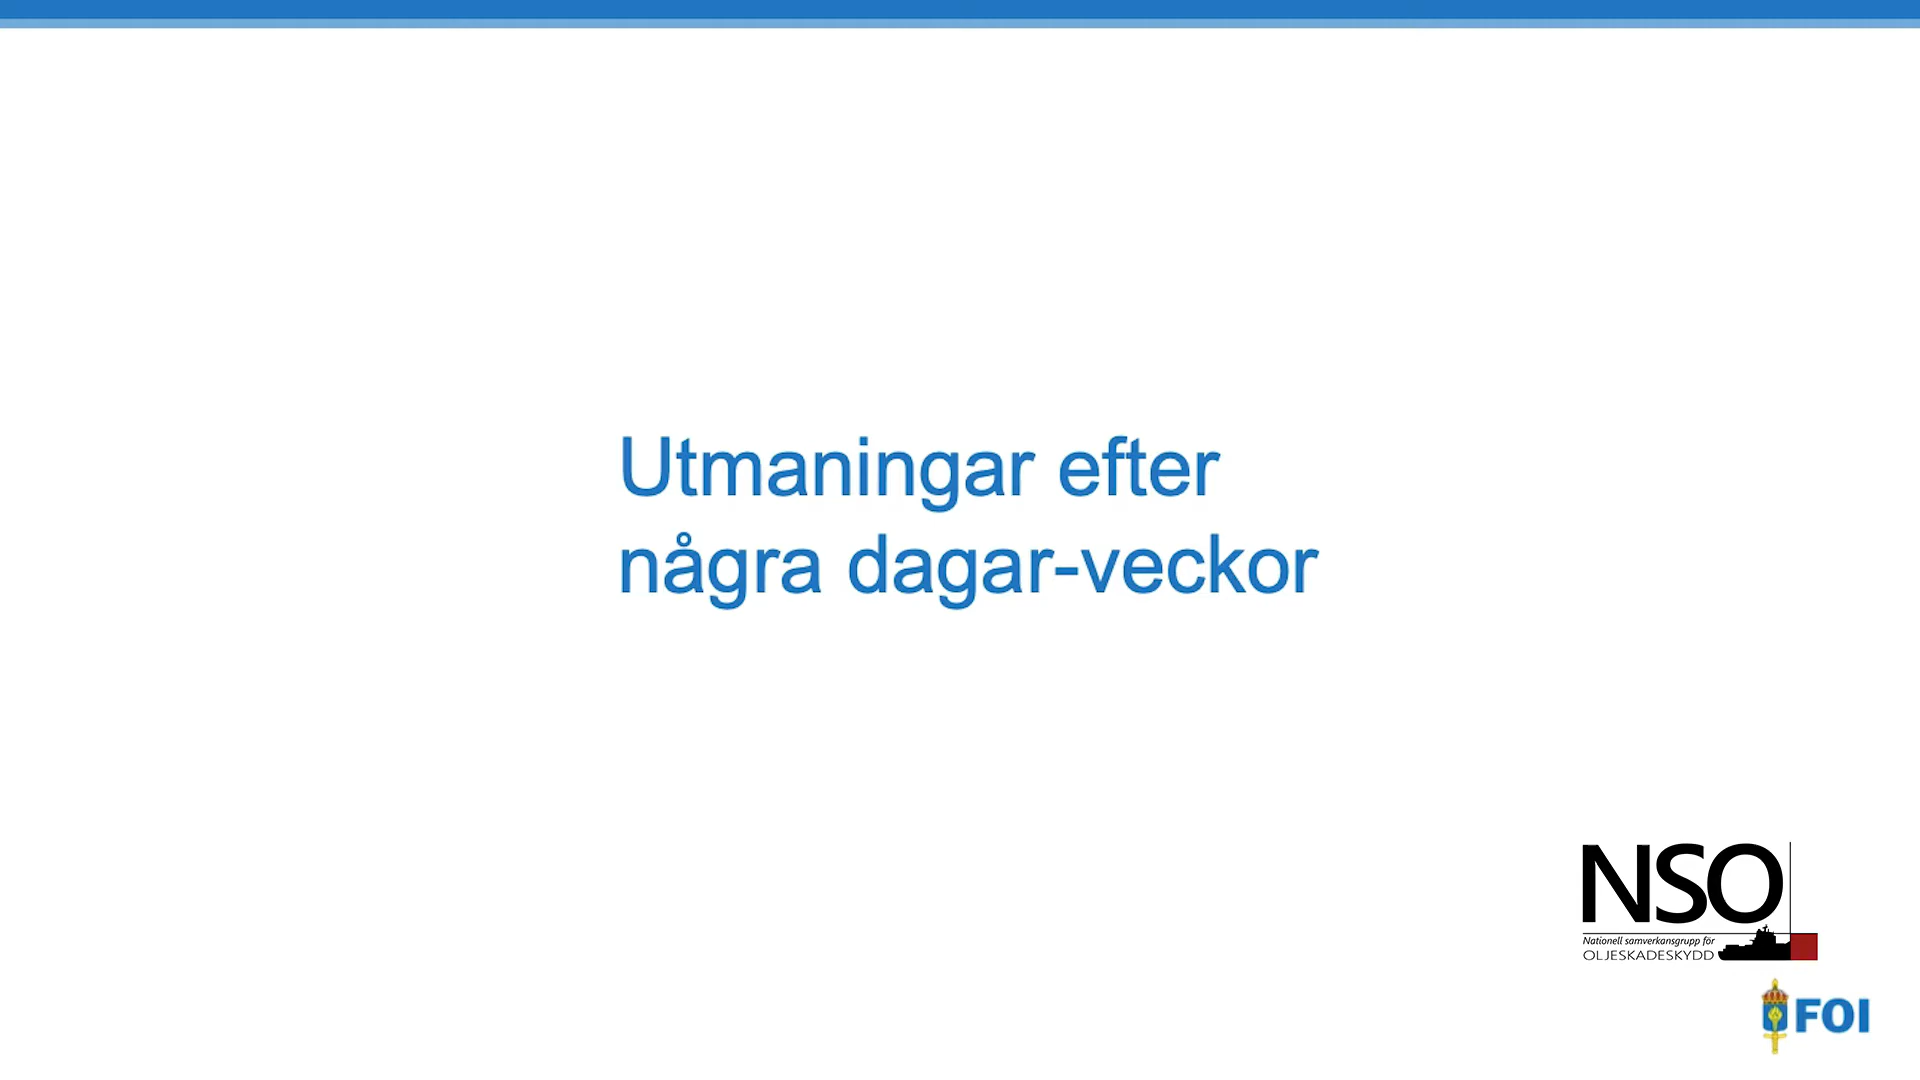 Utmaningar efter
några dagar-veckor
NSO
Nationell samverkansgrupp för
OLJESKADESKYDD
FOI